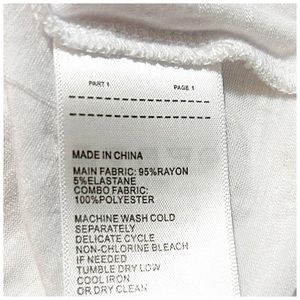 PART 1 PAGE 1
MADE IN CHINA
MAIN FABRIC: 95%RAYON
5%ELASTANE
COMBO FABRIC:
100%POLYESTER
MACHINE WASH COLD
SEPARATELY
DELICATE CYCLE
NON-CHLORINE BLEACH
IF NEEDED
TUMBLE DRY LOW
COOL IRON
OR DRY CLEAN